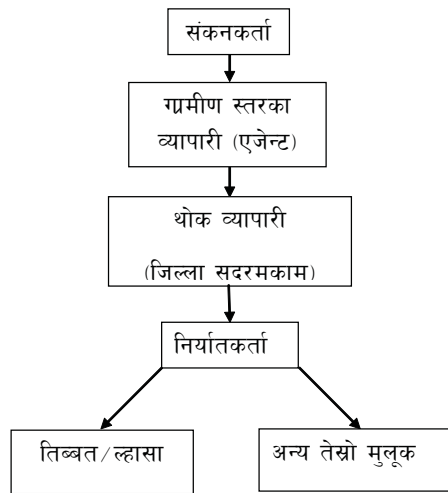 संकनकर्ता
ग्रामीण स्तरका
व्यापारी (एजेन्ट)
थोक व्यापारी
(जिल्ला सदरमकाम)
निर्यातकर्ता
तिब्बत/ल्हासा
अन्य तेस्रो मुलूक